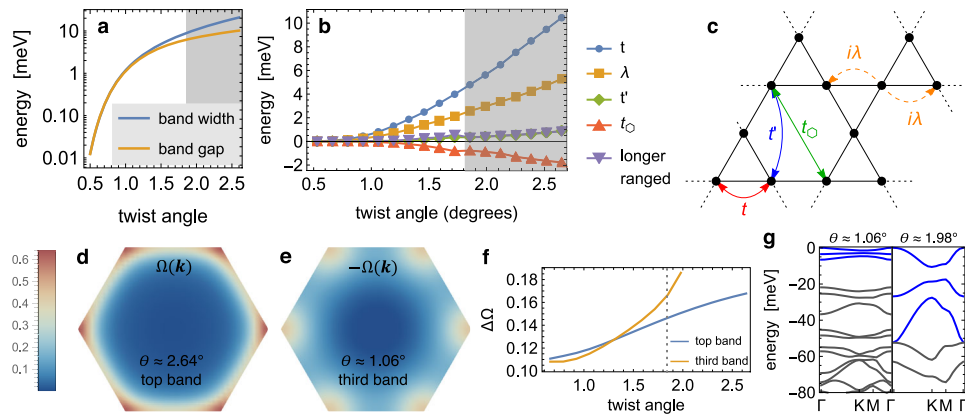 a
energy [meV]
10
1
0.10
0.01
band width
band gap
0.5 1.0 1.5 2.0 2.5
twist angle
b
energy [meV]
10
8
6
4
2
0
-2
0.5 1.0 1.5 2.0 2.5
twist angle (degrees)
t
λ
t'
t⬡
longer
ranged
c
iλ
iλ
t'
t⬡
t
d
0.6
0.5
0.4
0.3
0.2
0.1
Ω(k)
θ ≈ 2.64°
top band
e
-Ω(k)
θ ≈ 1.06°
third band
f
ΔΩ
0.18
0.16
0.14
0.12
0.10
top band
third band
1.0 1.5 2.0 2.5
twist angle
g
θ ≈ 1.06° θ ≈ 1.98°
energy [meV]
0
-20
-40
-60
-80
Γ KM Γ KM Γ